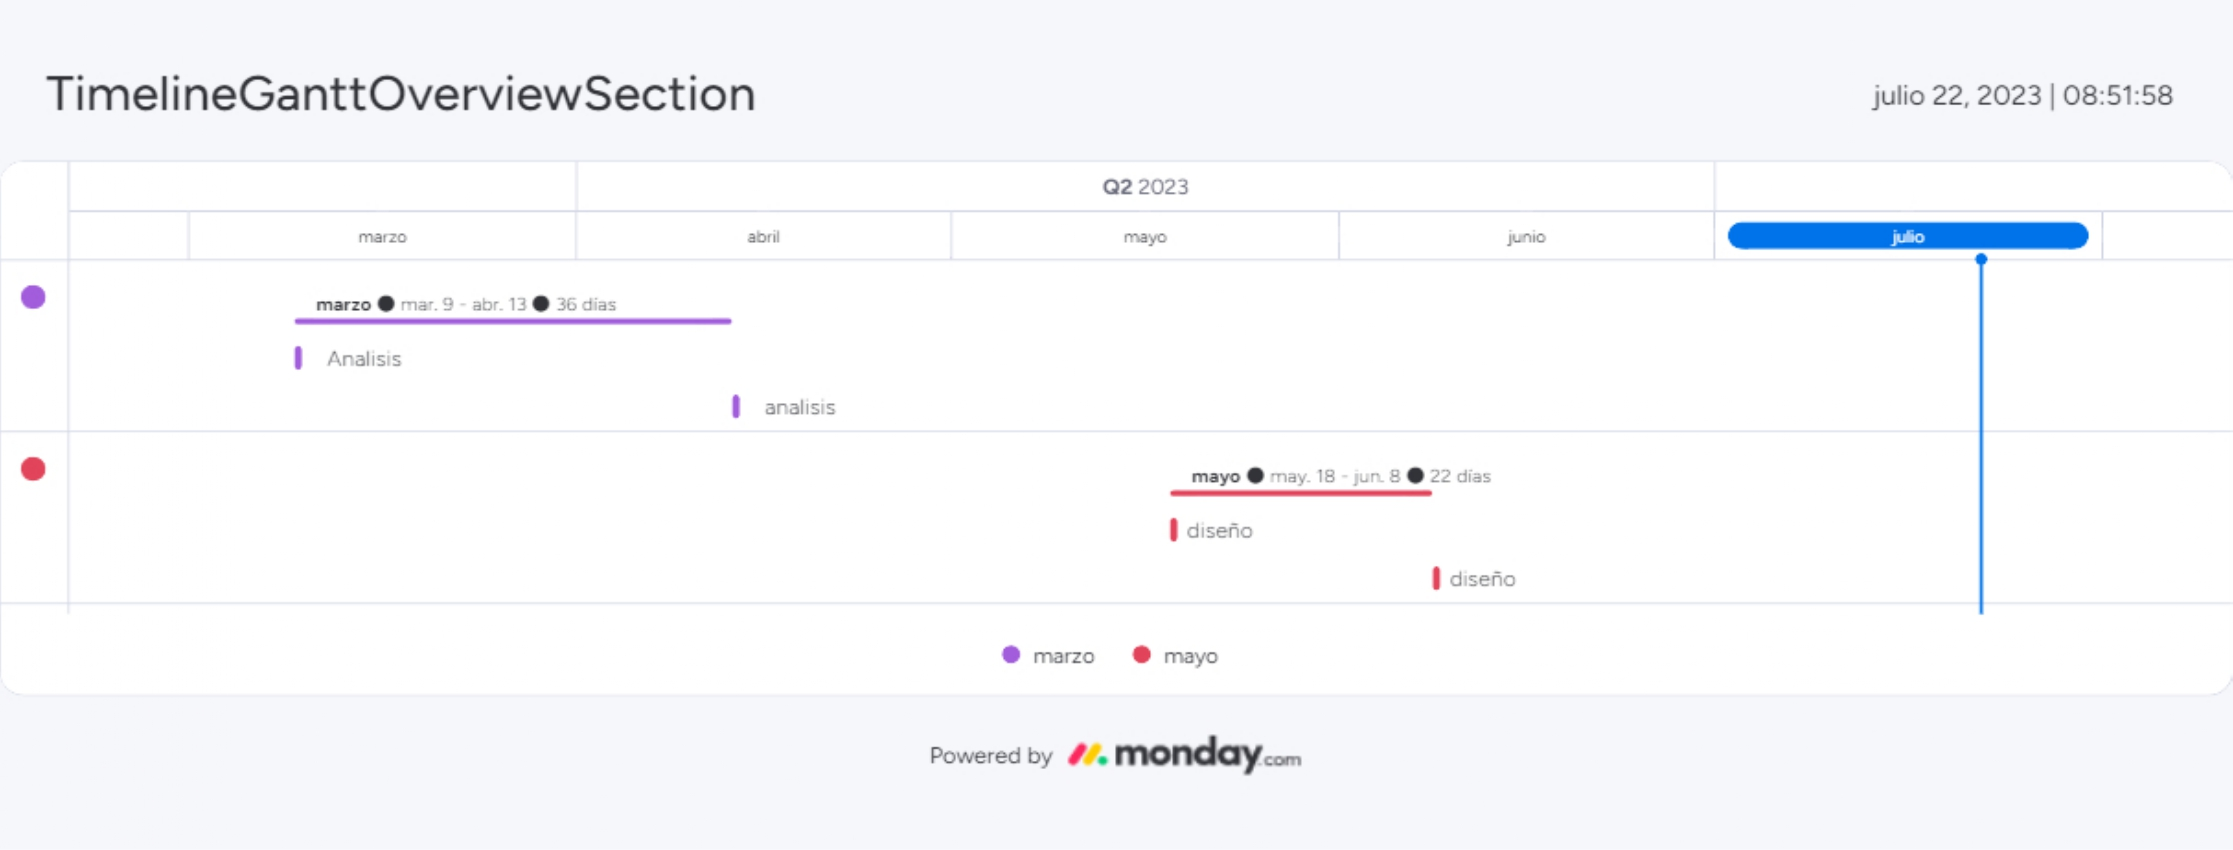 TimelineGanttOverviewSection
julio 22, 2023 | 08:51:58
Q2 2023
marzo abril mayo junio julio
marzo ● mar. 9 - abr. 13 ● 36 días
Analisis
analisis
mayo ● may. 18 - jun. 8 ● 22 días
diseño
diseño
marzo mayo
Powered by monday.com